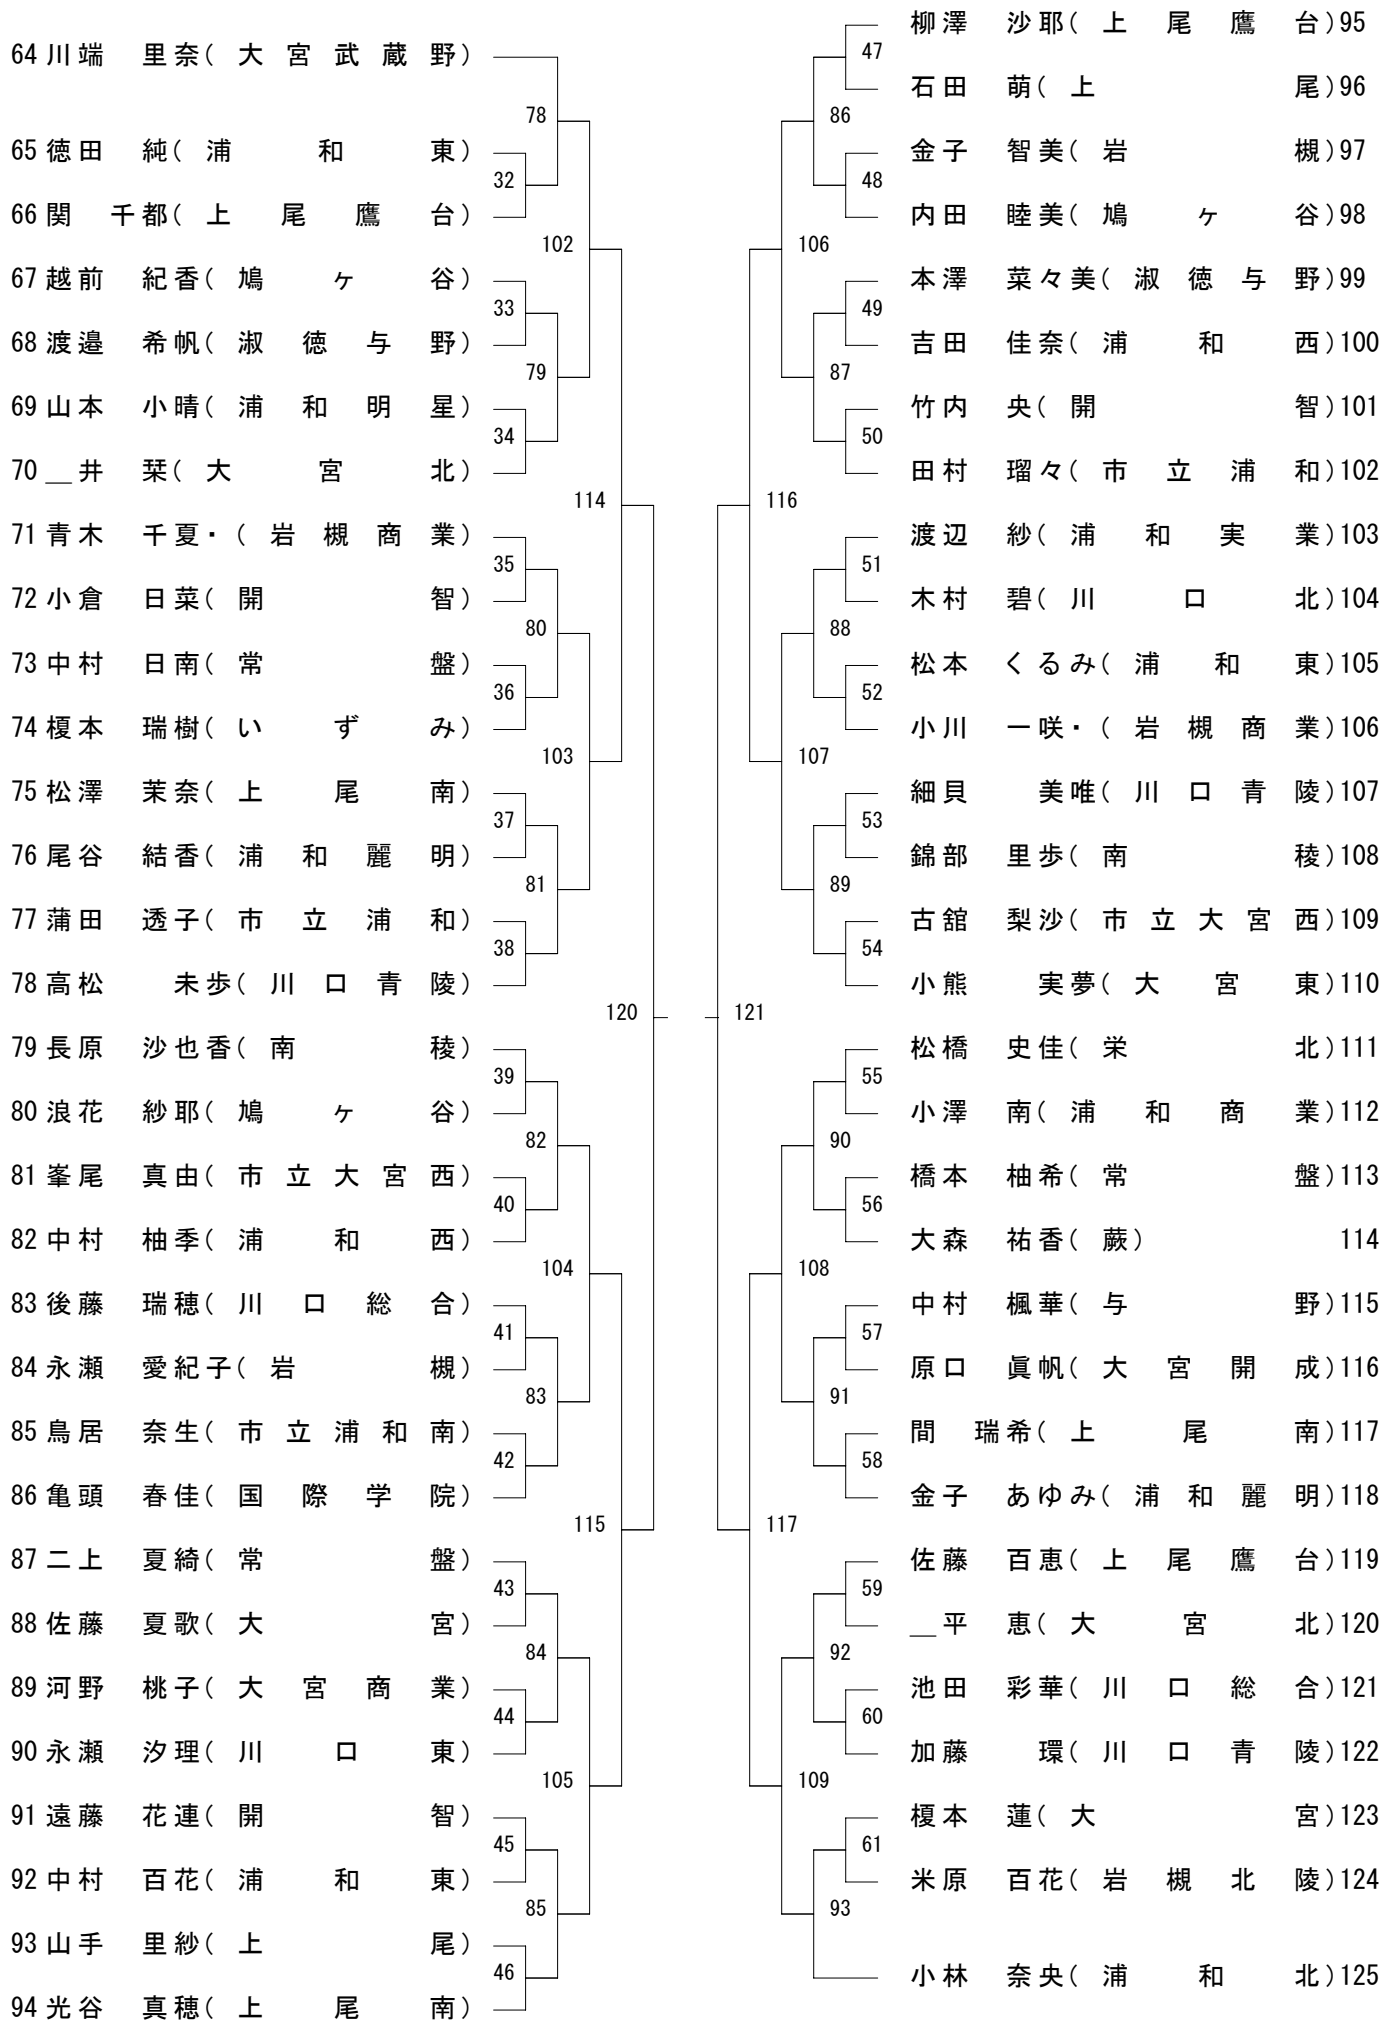 64 川端 里奈( 大宮武蔵野)
78
65 徳田 純( 浦和東)
32
66 関 千都( 上尾鷹台)
102
67 越前 紀香( 鳩ヶ谷)
33
68 渡邉 希帆( 淑徳与野)
79
69 山本 小晴( 浦和明星)
34
70 __井 栞( 大宮北)
114
71 青木 千夏・( 岩槻商業)
35
72 小倉 日菜( 開智)
80
73 中村 日南( 常盤)
36
74 榎本 瑞樹( いずみ)
103
75 松澤 茉奈( 上尾南)
37
76 尾谷 結香( 浦和麗明)
81
77 蒲田 透子( 市立浦和)
38
78 高松 未歩( 川口青陵)
120
79 長原 沙也香( 南稜)
39
80 浪花 紗耶( 鳩ヶ谷)
82
81 峯尾 真由( 市立大宮西)
40
82 中村 柚季( 浦和西)
104
83 後藤 瑞穂( 川口総合)
41
84 永瀬 愛紀子( 岩槻)
83
85 鳥居 奈生( 市立浦和南)
42
86 亀頭 春佳( 国際学院)
115
87 二上 夏綺( 常盤)
43
88 佐藤 夏歌( 大宮)
84
89 河野 桃子( 大宮商業)
44
90 永瀬 汐理( 川口東)
105
91 遠藤 花連( 開智)
45
92 中村 百花( 浦和東)
85
93 山手 里紗( 上尾)
46
94 光谷 真穂( 上尾南)
柳澤 沙耶( 上尾鷹台)95
47
石田 萌( 上尾)96
86
金子 智美( 岩槻)97
48
内田 睦美( 鳩ヶ谷)98
106
本澤 菜々美( 淑徳与野)99
49
吉田 佳奈( 浦和西)100
87
竹内 央( 開智)101
50
田村 瑠々( 市立浦和)102
116
渡辺 紗( 浦和実業)103
51
木村 碧( 川口北)104
88
松本 くるみ( 浦和東)105
52
小川 一咲・( 岩槻商業)106
107
細貝 美唯( 川口青陵)107
53
錦部 里歩( 南稜)108
89
古舘 梨沙( 市立大宮西)109
54
小熊 実夢( 大宮東)110
121
松橋 史佳( 栄北)111
55
小澤 南( 浦和商業)112
90
橋本 柚希( 常盤)113
56
大森 祐香( 蕨) 114
108
中村 楓華( 与野)115
57
原口 眞帆( 大宮開成)116
91
間 瑞希( 上尾南)117
58
金子 あゆみ( 浦和麗明)118
117
佐藤 百恵( 上尾鷹台)119
59
__平 恵( 大宮北)120
92
池田 彩華( 川口総合)121
60
加藤 環( 川口青陵)122
109
榎本 蓮( 大宮)123
61
米原 百花( 岩槻北陵)124
93
小林 奈央( 浦和北)125